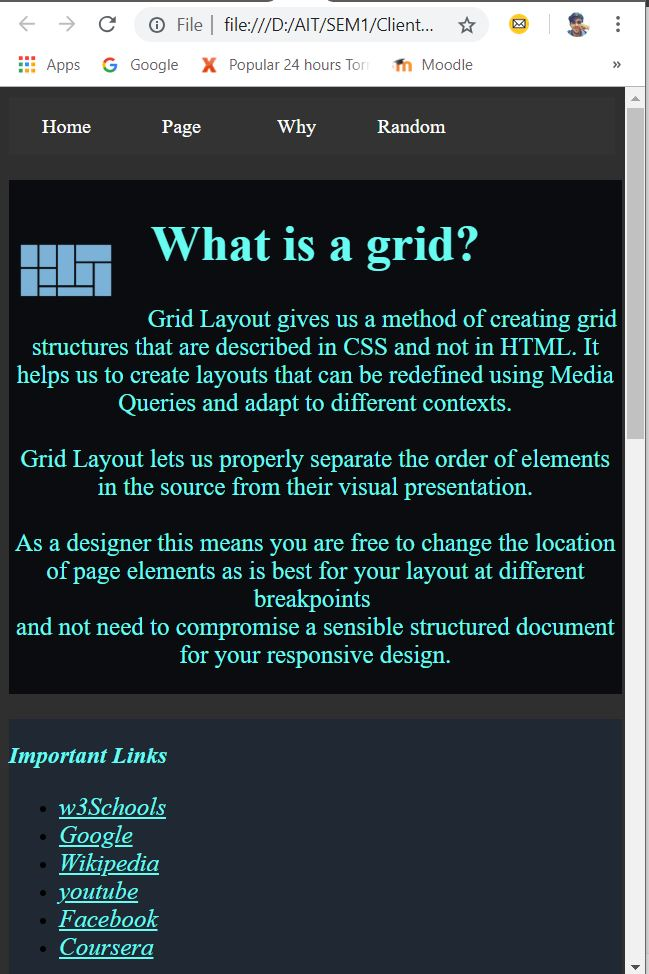 File | file:///D:/AIT/SEM1/Client...
Apps Google Popular 24 hours Torr Moodle »
Home Page Why Random
What is a grid?
Grid Layout gives us a method of creating grid
structures that are described in CSS and not in HTML. It
helps us to create layouts that can be redefined using Media
Queries and adapt to different contexts.
Grid Layout lets us properly separate the order of elements
in the source from their visual presentation.
As a designer this means you are free to change the location
of page elements as is best for your layout at different
breakpoints
and not need to compromise a sensible structured document
for your responsive design.
Important Links
w3Schools
Google
Wikipedia
youtube
Facebook
Coursera